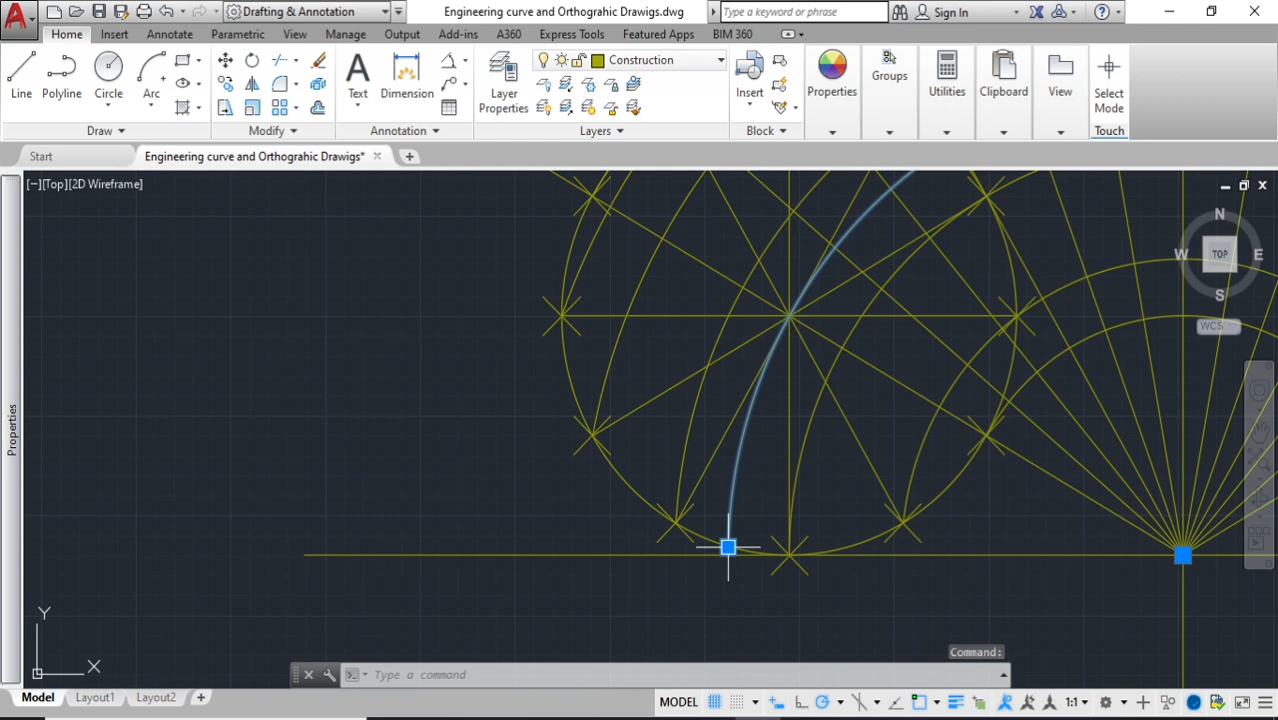 Drafting & Annotation
Engineering curve and Orthograhic Drawigs.dwg
Type a keyword or phrase
Sign In
Home Insert Annotate Parametric View Manage Output Add-ins A360 Express Tools Featured Apps BIM 360
Line Polyline Circle Arc
Text Dimension
Layer Properties
Construction
Insert
Properties Groups Utilities Clipboard View Select Mode
Draw Modify Annotation Layers Block Touch
Start Engineering curve and Orthograhic Drawigs*
[−][Top][2D Wireframe]
N
W TOP E
S
WCS
Properties
Y
X
Command:
Type a command
Model Layout1 Layout2 +
MODEL 1:1